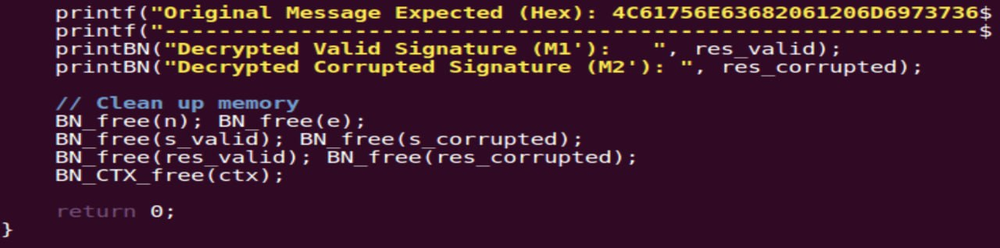 printf("Original Message Expected (Hex): 4C61756E63682061206D6973736$
printf("------------------------------------------------------------$
printBN("Decrypted Valid Signature (M1'):   ", res_valid);
printBN("Decrypted Corrupted Signature (M2'): ", res_corrupted);
// Clean up memory
BN_free(n); BN_free(e);
BN_free(s_valid); BN_free(s_corrupted);
BN_free(res_valid); BN_free(res_corrupted);
BN_CTX_free(ctx);
return 0;
}